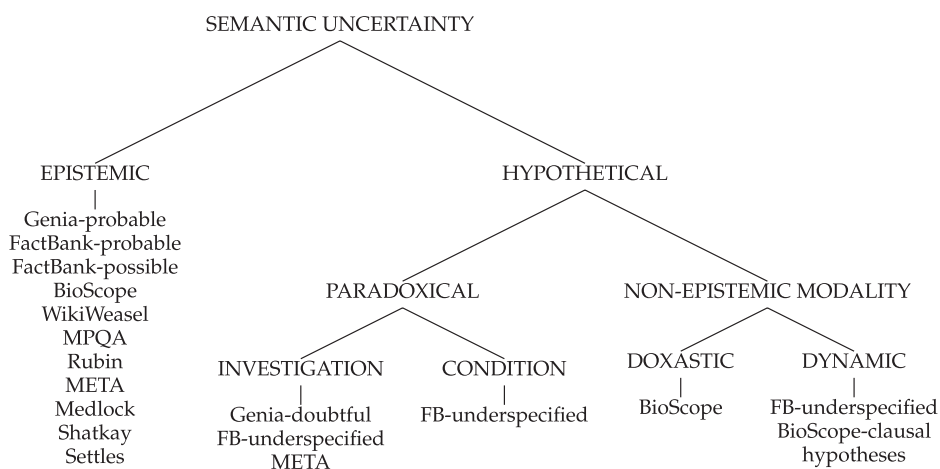 SEMANTIC UNCERTAINTY
EPISTEMIC
Genia-probable
FactBank-probable
FactBank-possible
BioScope
WikiWeasel
MPQA
Rubin
META
Medlock
Shatkay
Settles
HYPOTHETICAL
PARADOXICAL
INVESTIGATION
Genia-doubtful
FB-underspecified
META
CONDITION
FB-underspecified
NON-EPISTEMIC MODALITY
DOXASTIC
BioScope
DYNAMIC
FB-underspecified
BioScope-clausal
hypotheses